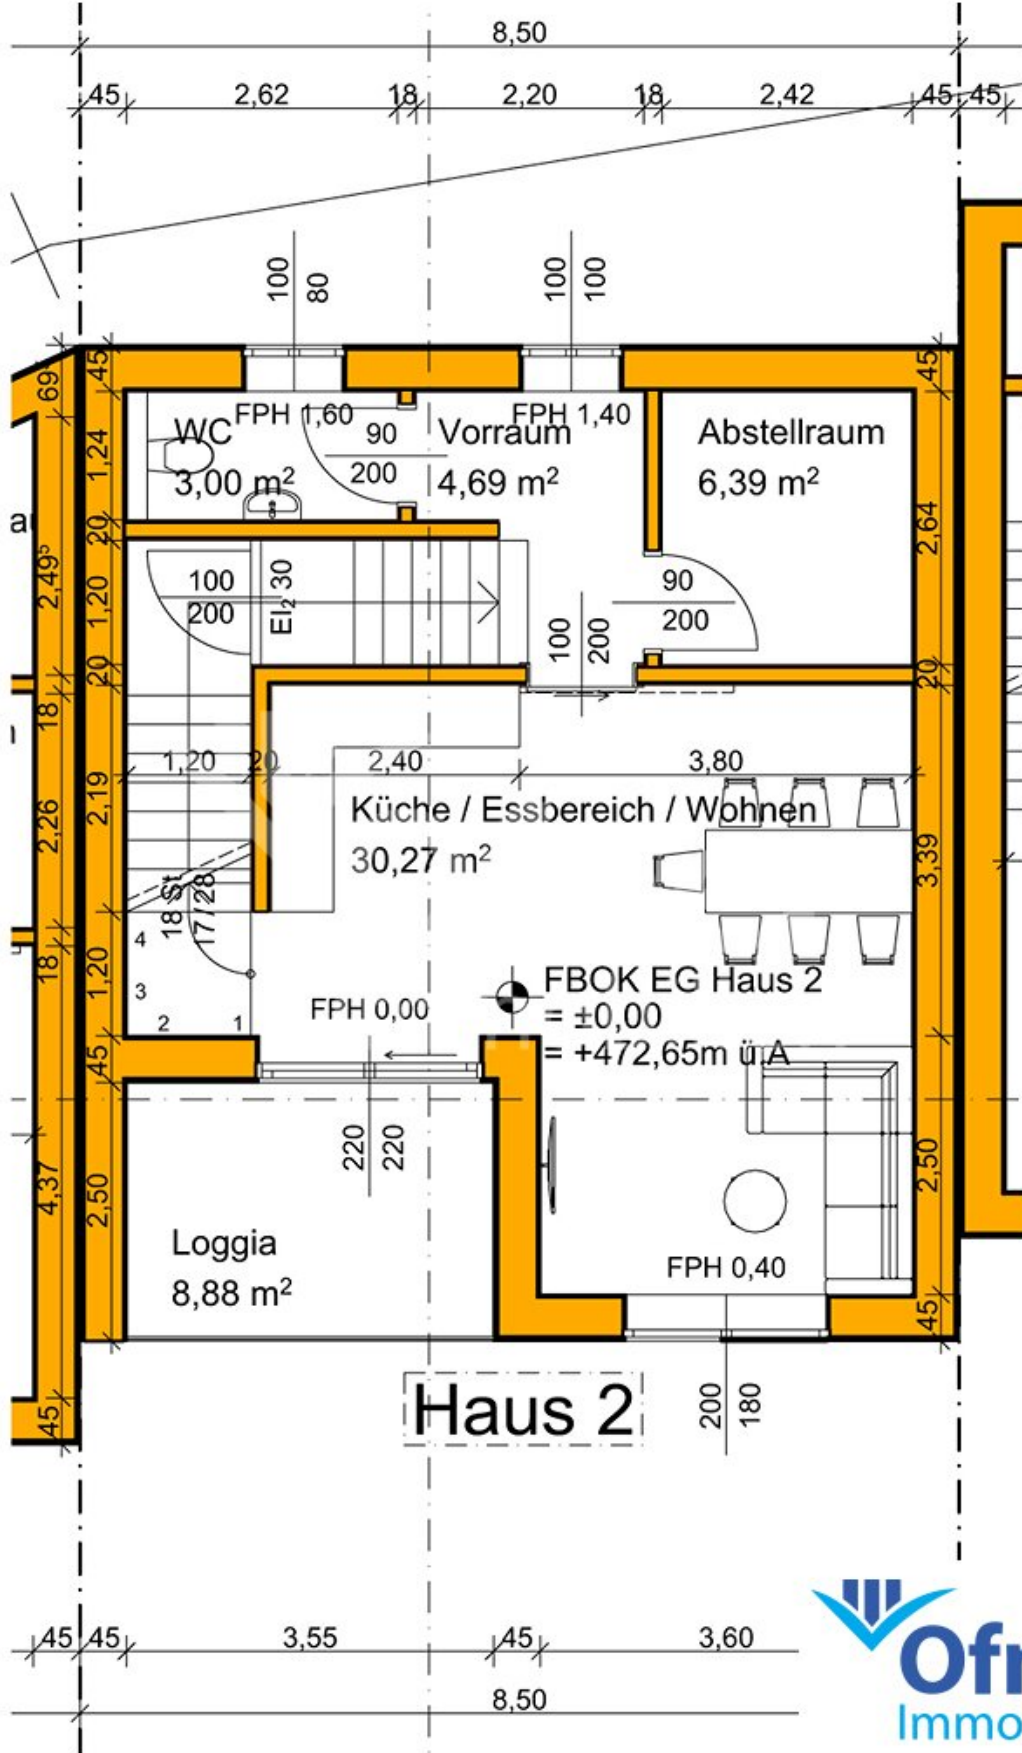 8,50
45 2,62 18 2,20 18 2,42 45 45
100
80
100
100
69
45
1,24
20
1,20
20
2,19
1,20
45
2,50
2,49⁵
18
2,26
18
4,37
45
45
2,64
20
3,39
2,50
45
FPH 1,60
WC
3,00 m²
90
200
FPH 1,40
Vorraum
4,69 m²
Abstellraum
6,39 m²
100
200
EI₂ 30
100
200
90
200
1,20 20 2,40 3,80
Küche / Essbereich / Wohnen
30,27 m²
18 St
17/28
4
3
2 1
FPH 0,00
FBOK EG Haus 2
= ±0,00
= +472,65m ü.A
220
220
Loggia
8,88 m²
FPH 0,40
200
180
Haus 2
45 45 3,55 45 3,60
8,50
Ofr
Immo